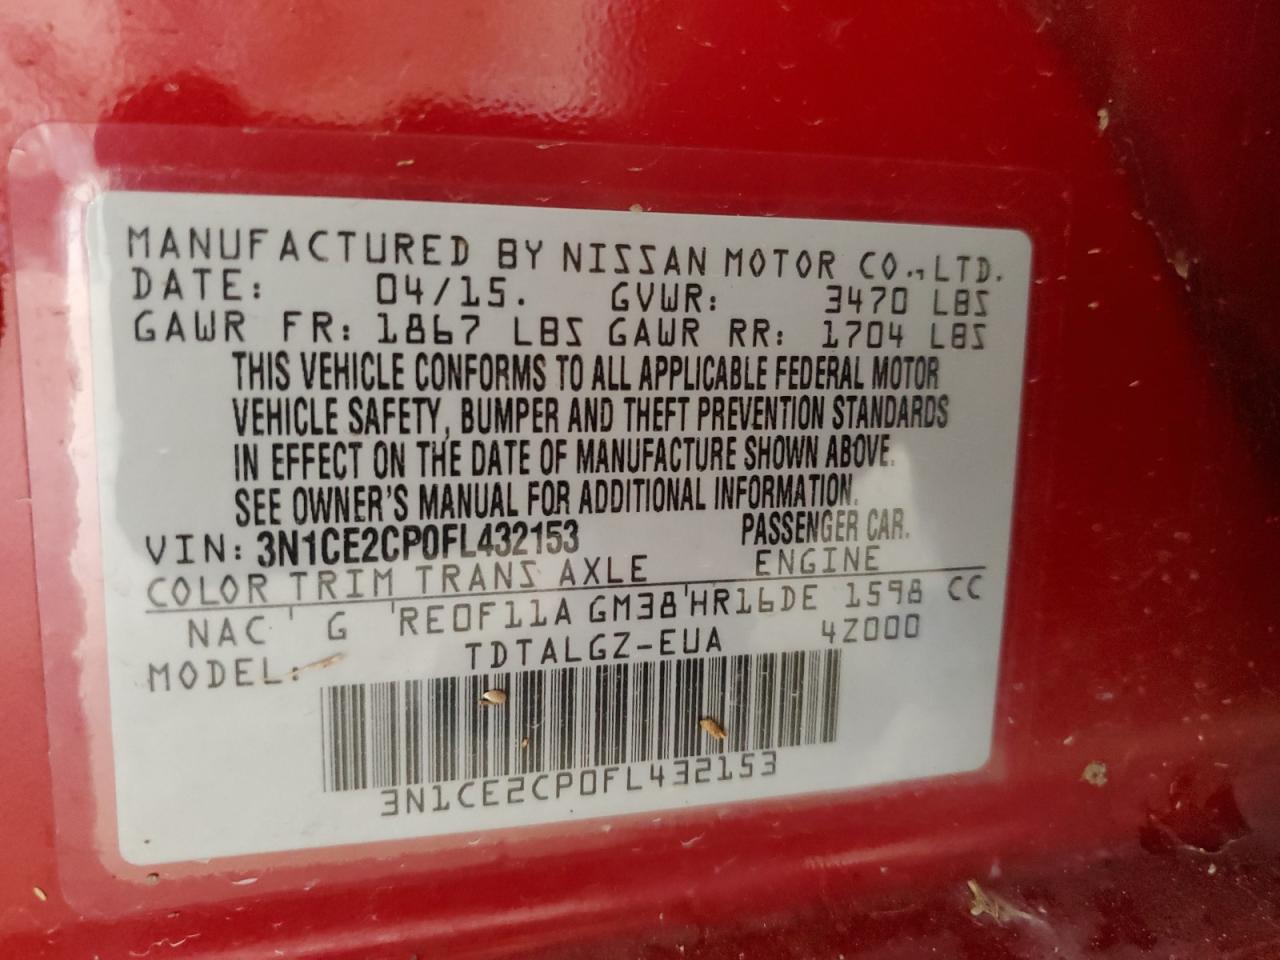 MANUFACTURED BY NISSAN MOTOR CO., LTD.
DATE: 04/15. GVWR: 3470 LBS
GAWR FR: 1867 LBS GAWR RR: 1704 LBS
THIS VEHICLE CONFORMS TO ALL APPLICABLE FEDERAL MOTOR
VEHICLE SAFETY, BUMPER AND THEFT PREVENTION STANDARDS
IN EFFECT ON THE DATE OF MANUFACTURE SHOWN ABOVE.
SEE OWNER'S MANUAL FOR ADDITIONAL INFORMATION.
VIN: 3N1CE2CP0FL432153 PASSENGER CAR.
COLOR TRIM TRANS AXLE ENGINE
NAC ' G 'RE0F11A GM38'HR16DE 1598 CC
MODEL: TDTALGZ-EUA 4Z000
3N1CE2CP0FL432153